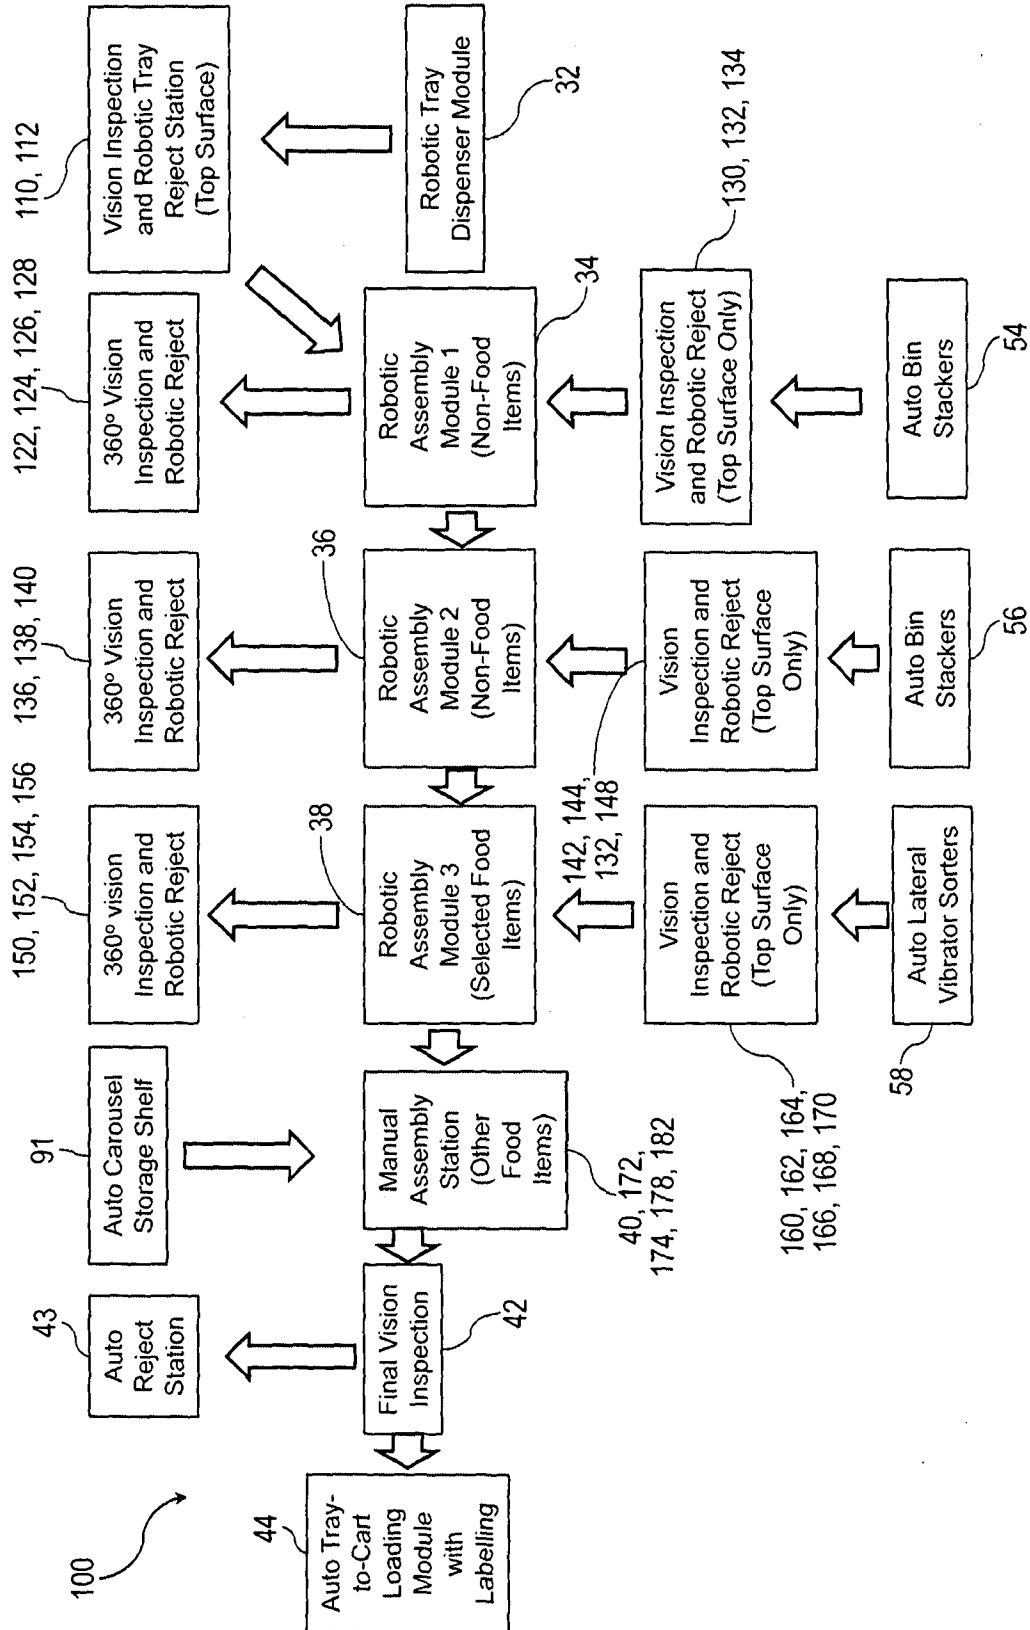 100
44
Auto Tray-
to-Cart
Loading
Module
with
Labelling
43
Auto
Reject
Station
91
Auto Carousel
Storage Shelf
150, 152, 154, 156
360° vision
Inspection and
Robotic Reject
136, 138, 140
360° Vision
Inspection and
Robotic Reject
122, 124, 126, 128
360° Vision
Inspection and
Robotic Reject
110, 112
Vision Inspection
and Robotic Tray
Reject Station
(Top Surface)
Final Vision
Inspection
42
Manual
Assembly
Station
(Other
Food
Items)
40, 172,
174, 178, 182
38
Robotic
Assembly
Module 3
(Selected Food
Items)
36
Robotic
Assembly
Module 2
(Non-Food
Items)
Robotic
Assembly
Module 1
(Non-Food
Items)
34
Robotic Tray
Dispenser Module
32
142, 144,
132, 148
Vision
Inspection and
Robotic Reject
(Top Surface
Only)
160, 162, 164,
166, 168, 170
Vision
Inspection and
Robotic Reject
(Top Surface
Only)
Vision Inspection
and Robotic Reject
(Top Surface Only)
130, 132, 134
58
Auto Lateral
Vibrator Sorters
Auto Bin
Stackers
56
Auto Bin
Stackers
54